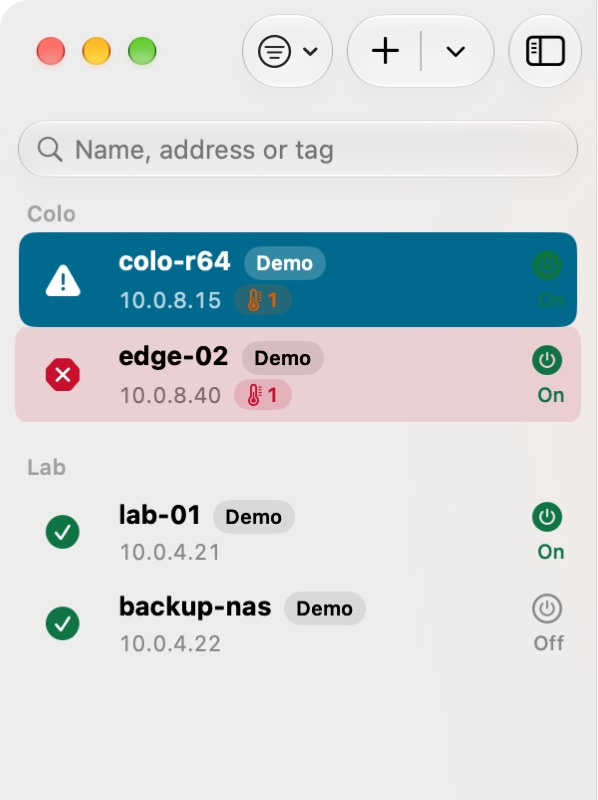 Name, address or tag
Colo
colo-r64 Demo
10.0.8.15 1
On
edge-02 Demo
10.0.8.40 1
On
Lab
lab-01 Demo
10.0.4.21
On
backup-nas Demo
10.0.4.22
Off